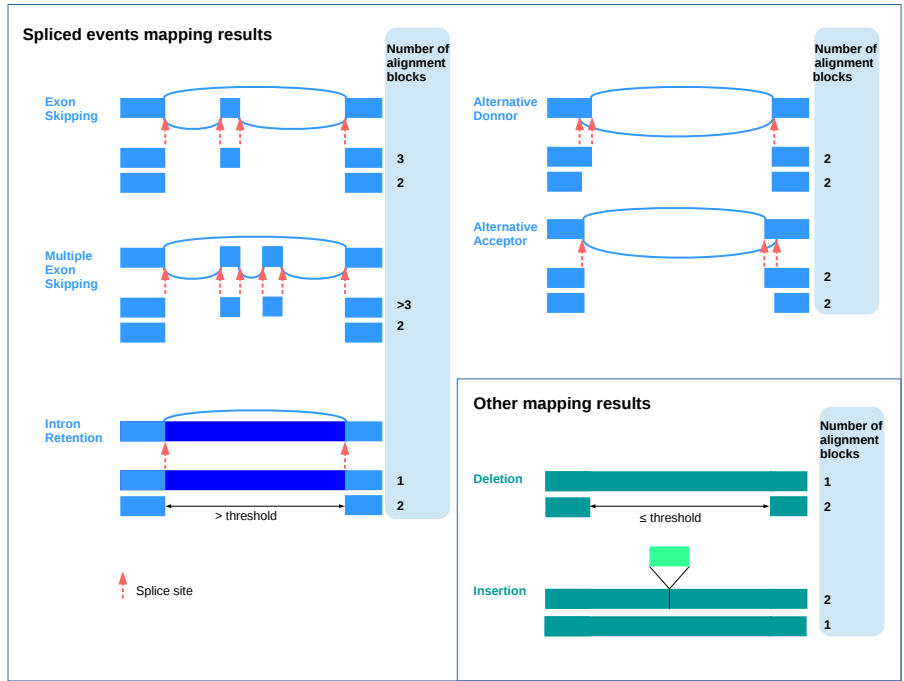 Spliced events mapping results
Number of
alignment
blocks
Exon
Skipping
3
2
Multiple
Exon
Skipping
>3
2
Intron
Retention
1
2
> threshold
Splice site
Number of
alignment
blocks
Alternative
Donnor
2
2
Alternative
Acceptor
2
2
Other mapping results
Number of
alignment
blocks
Deletion
1
2
≤ threshold
Insertion
2
1